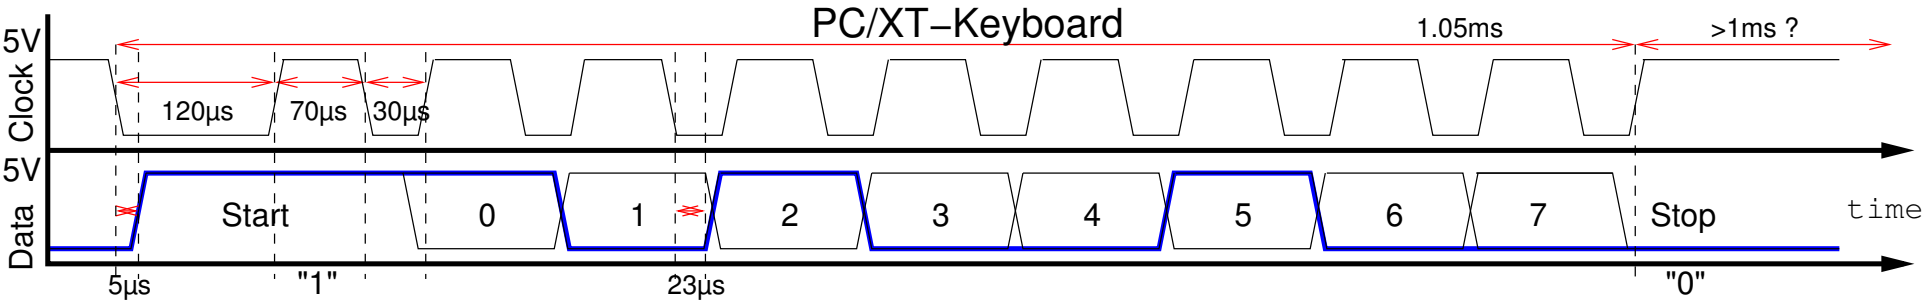 PC/XT–Keyboard
1.05ms
>1ms ?
5V
Clock
120µs
70µs
30µs
5V
Data
Start
0
1
2
3
4
5
6
7
Stop
time
5µs
"1"
23µs
"0"